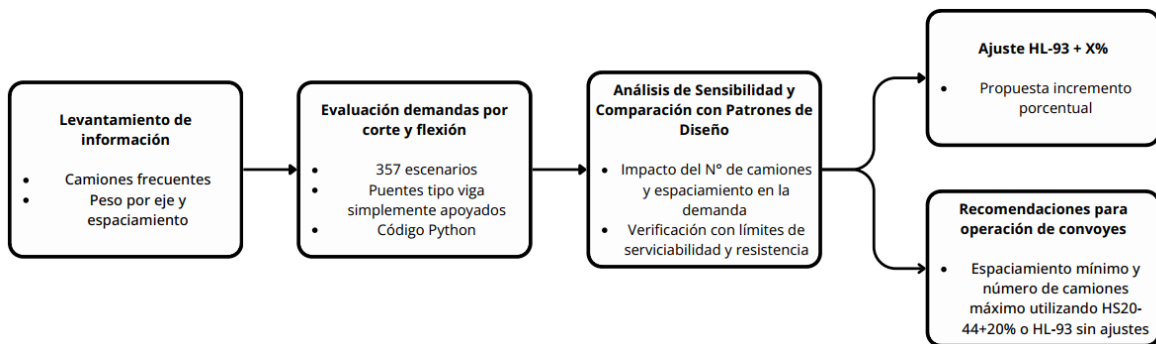 Levantamiento de
información
• Camiones frecuentes
• Peso por eje y
espaciamiento
Evaluación demandas por
corte y flexión
• 357 escenarios
• Puentes tipo viga
simplemente apoyados
• Código Python
Análisis de Sensibilidad y
Comparación con Patrones de
Diseño
• Impacto del N° de camiones
y espaciamiento en la
demanda
• Verificación con límites de
serviciabilidad y resistencia
Ajuste HL-93 + X%
• Propuesta incremento
porcentual
Recomendaciones para
operación de convoyes
• Espaciamiento mínimo y
número de camiones
máximo utilizando HS20-
44+20% o HL-93 sin ajustes